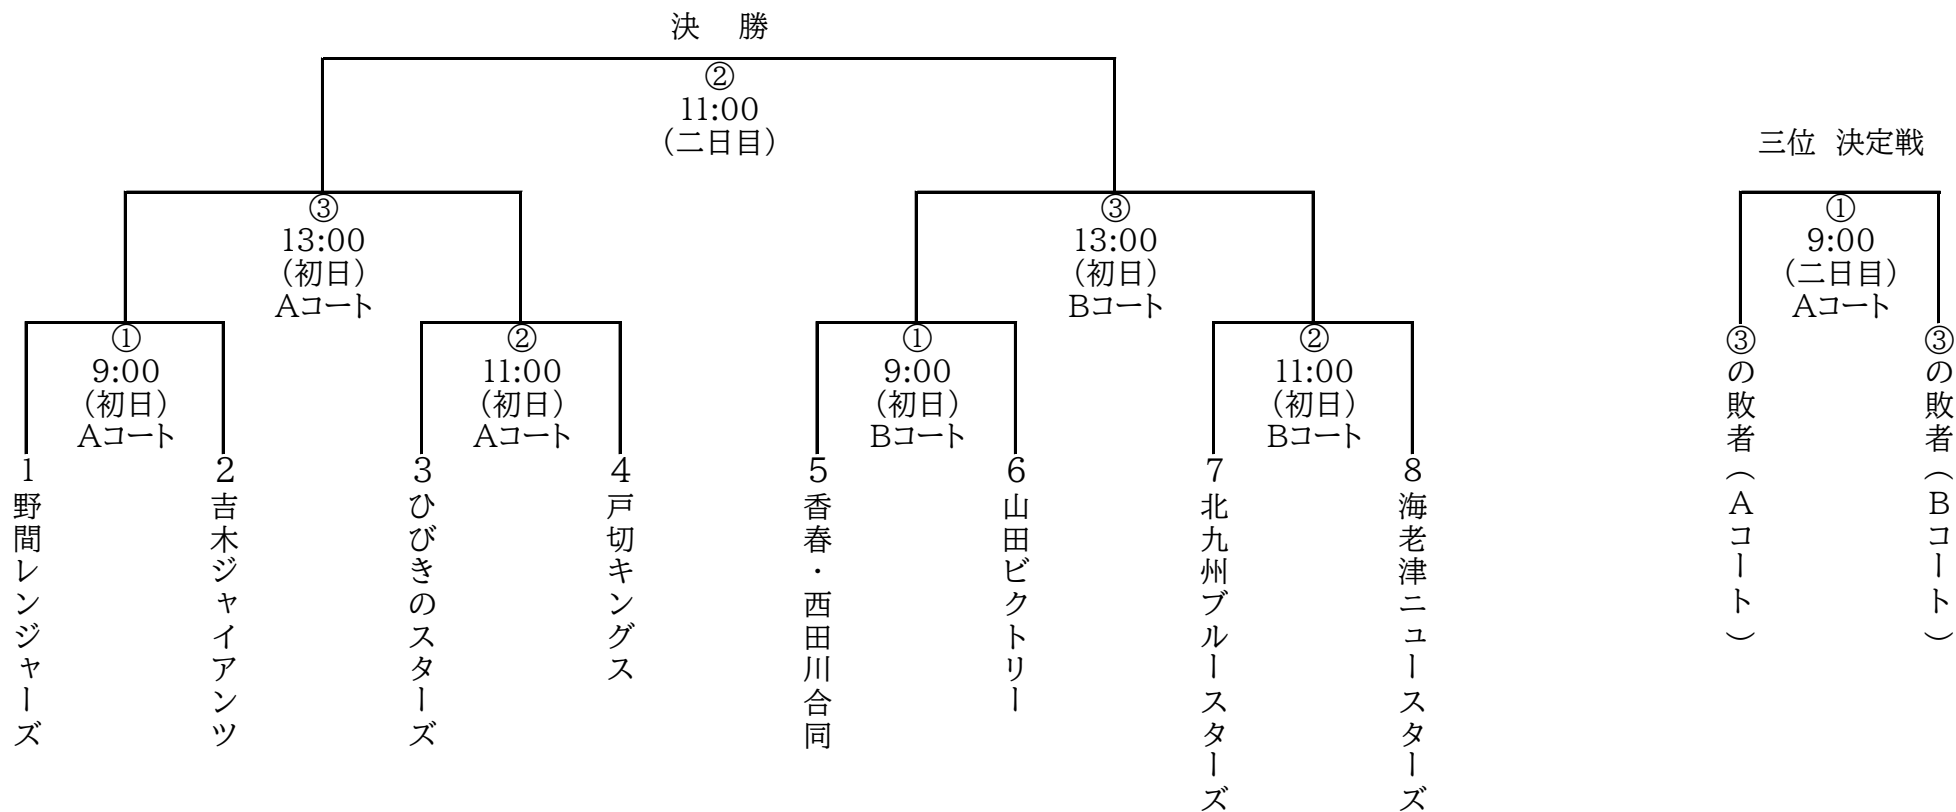 決 勝
②
11:00
(二日目)
三位 決定戦
③
13:00
(初日)
Aコート
③
13:00
(初日)
Bコート
①
9:00
(二日目)
Aコート
①
9:00
(初日)
Aコート
②
11:00
(初日)
Aコート
①
9:00
(初日)
Bコート
②
11:00
(初日)
Bコート
1 野間レンジャーズ
2 吉木ジャイアンツ
3 ひびきのスターズ
4 戸切キングス
5 香春・西田川合同
6 山田ビクトリー
7 北九州ブルースターズ
8 海老津ニュースターズ
③の敗者(Aコート)
③の敗者(Bコート)